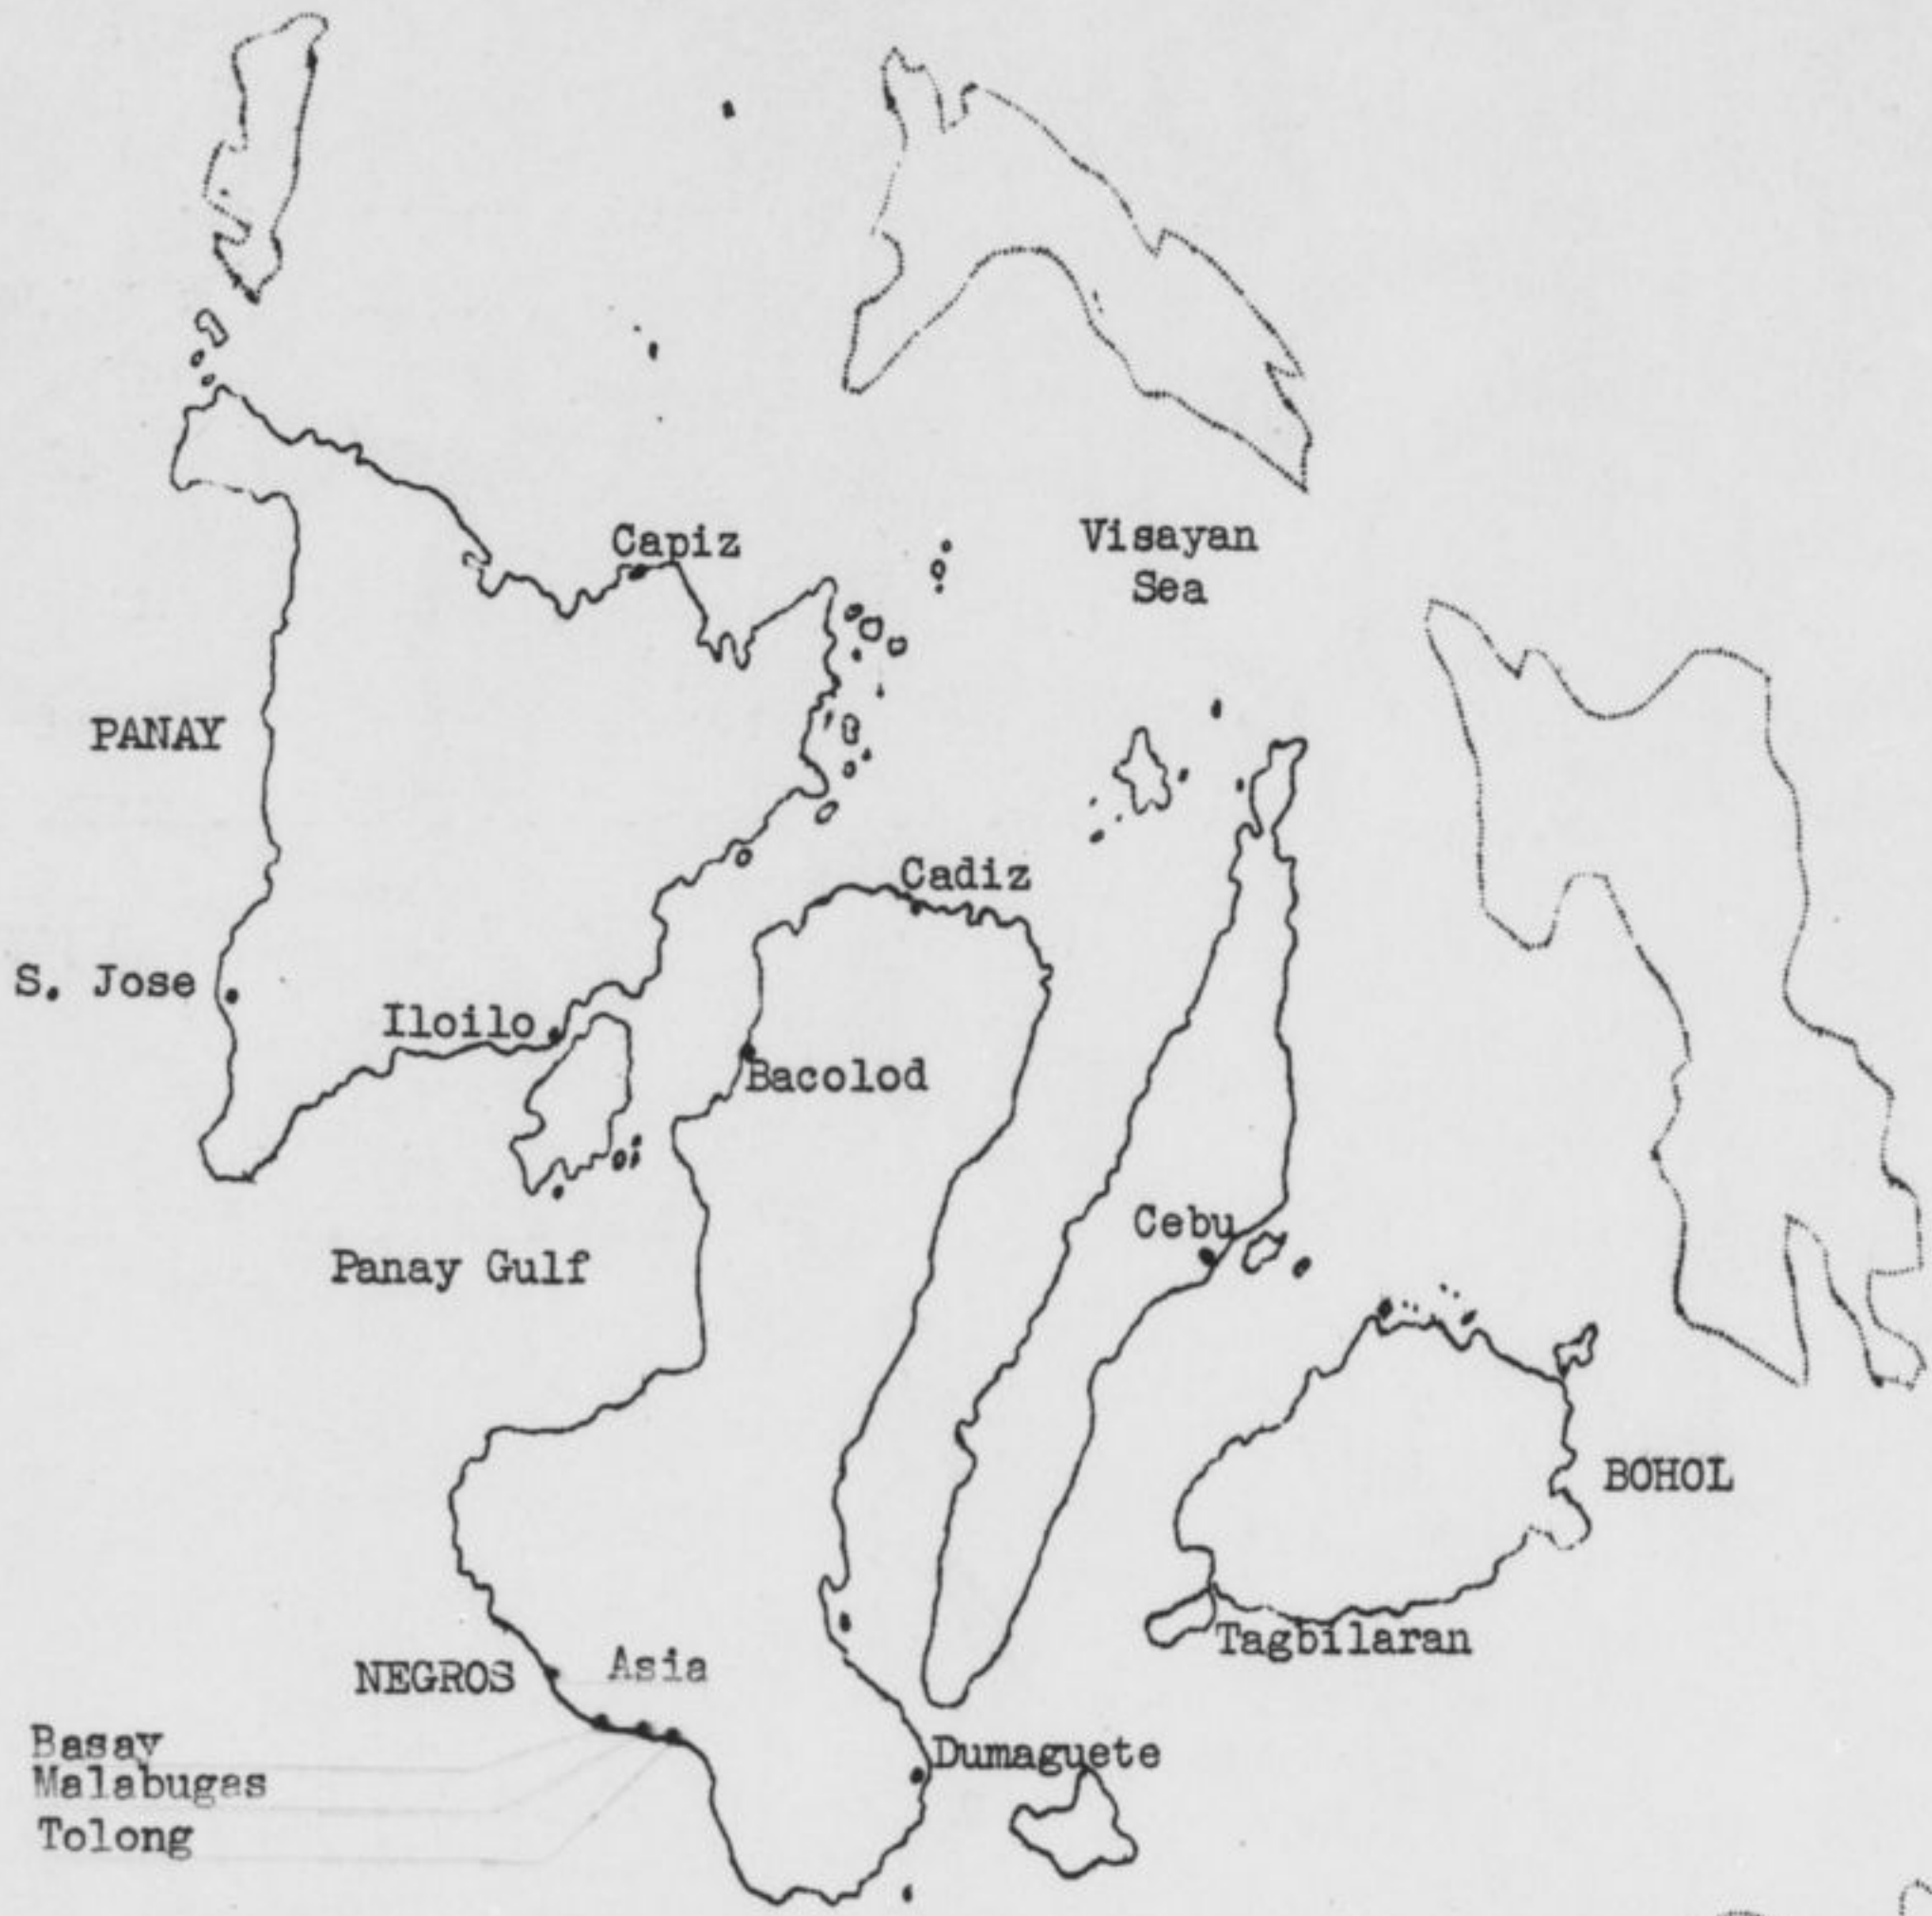 Capiz
Visayan
Sea
PANAY
Cadiz
S. Jose
Iloilo
Bacolod
Cebu
Panay Gulf
BOHOL
Tagbilaran
NEGROS
Asia
Basay
Malabugas
Tolong
Dumaguete